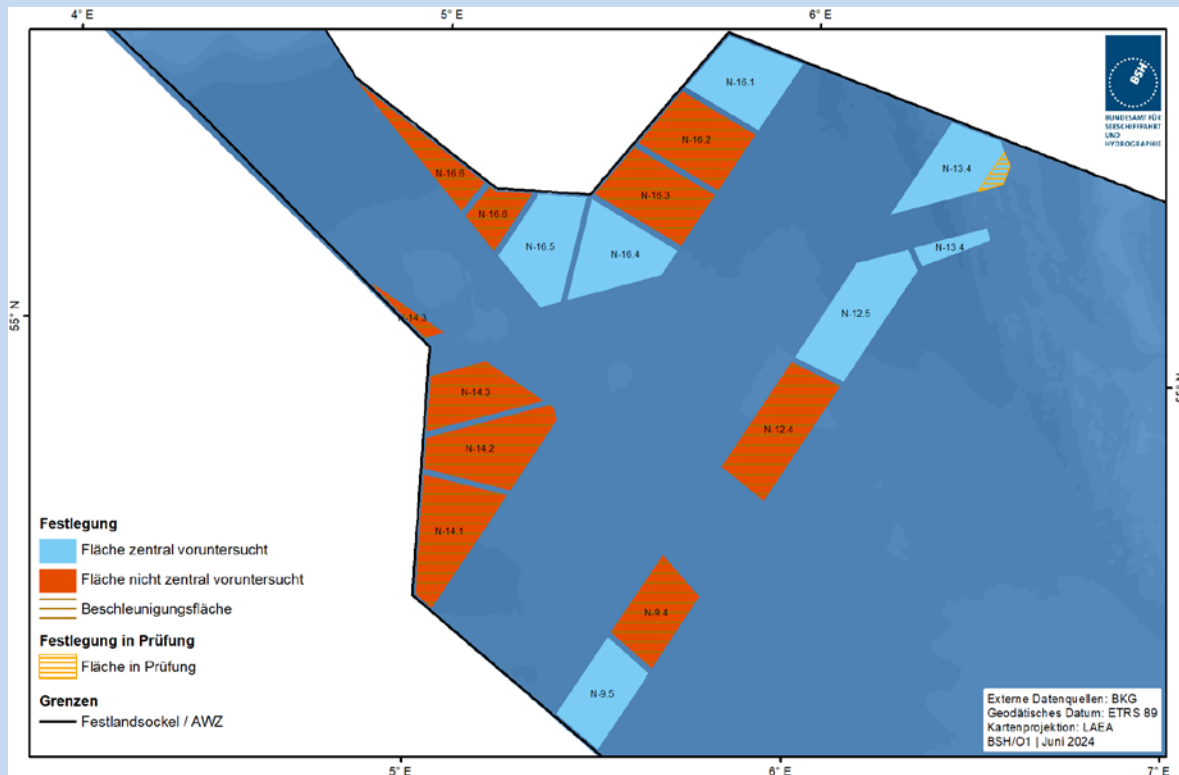 4° E
5° E
6° E
BSH
BUNDESAMT FÜR
SEESCHIFFFAHRT
UND
HYDROGRAPHIE
N-16.1
N-16.2
N-13.4
N-16.6
N-16.3
N-16.6
N-16.5
N-16.4
N-13.4
55° N
N-14.3
N-12.5
N-14.3
N-12.4
N-14.2
N-14.1
Festlegung
Fläche zentral voruntersucht
Fläche nicht zentral voruntersucht
Beschleunigungsfläche
Festlegung in Prüfung
Fläche in Prüfung
Grenzen
Festlandsockel / AWZ
N-9.4
N-9.5
Externe Datenquellen: BKG
Geodätisches Datum: ETRS 89
Kartenprojektion: LAEA
BSH/O1 | Juni 2024
5° E
6° E
7° E